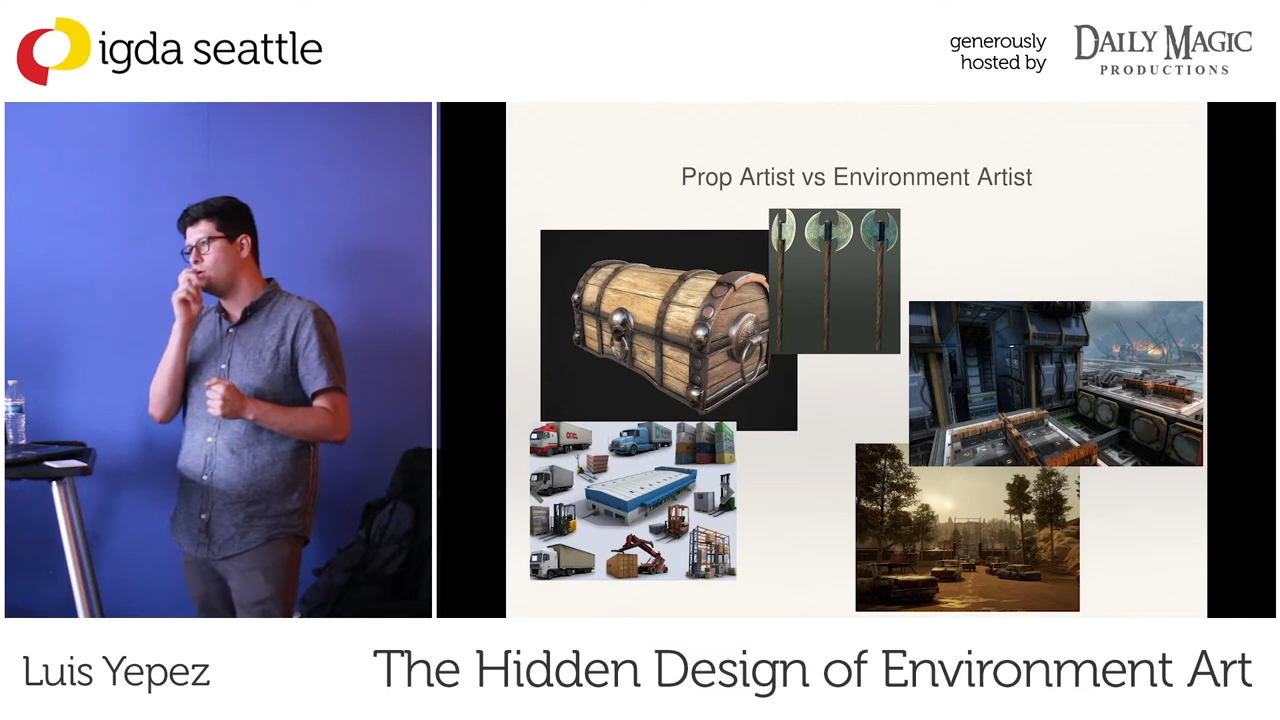 igda seattle
generously
hosted by
DAILY MAGIC
PRODUCTIONS
Prop Artist vs Environment Artist
OOCL
Luis Yepez
The Hidden Design of Environment Art